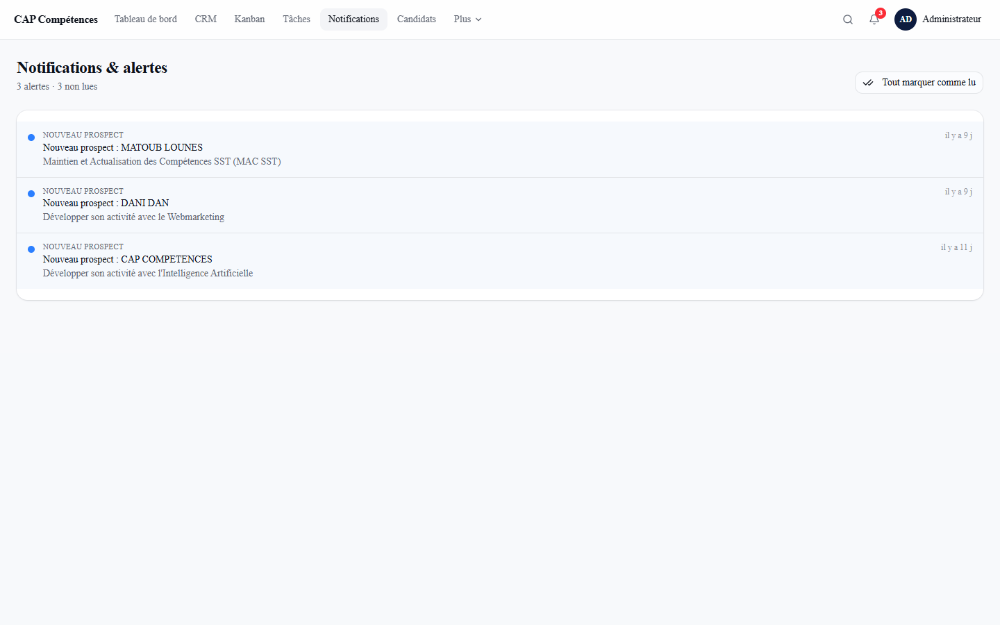 CAP Compétences Tableau de bord CRM Kanban Tâches Notifications Candidats Plus 3 AD Administrateur
Notifications & alertes
3 alertes · 3 non lues
Tout marquer comme lu
NOUVEAU PROSPECT il y a 9 j
Nouveau prospect : MATOUB LOUNES
Maintien et Actualisation des Compétences SST (MAC SST)
NOUVEAU PROSPECT il y a 9 j
Nouveau prospect : DANI DAN
Développer son activité avec le Webmarketing
NOUVEAU PROSPECT il y a 11 j
Nouveau prospect : CAP COMPETENCES
Développer son activité avec l'Intelligence Artificielle